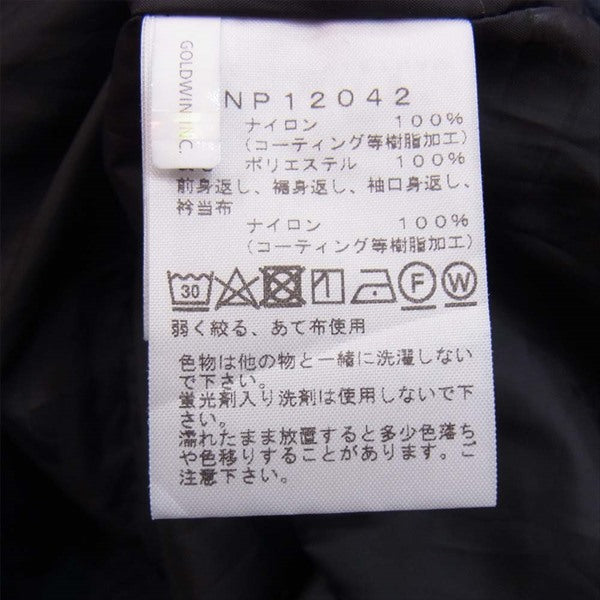 GOLDWIN INC.
NP12042
ナイロン 100%
(コーティング等樹脂加工)
ポリエステル 100%
前身返し、裾身返し、袖口身返し、
衿当布
ナイロン 100%
(コーティング等樹脂加工)
30
F
W
弱く絞る、あて布使用
色物は他の物と一緒に洗濯しない
で下さい。
蛍光剤入り洗剤は使用しないで下
さい。
濡れたまま放置すると多少色落ち
や色移りすることがあります。ご
注意下さい。